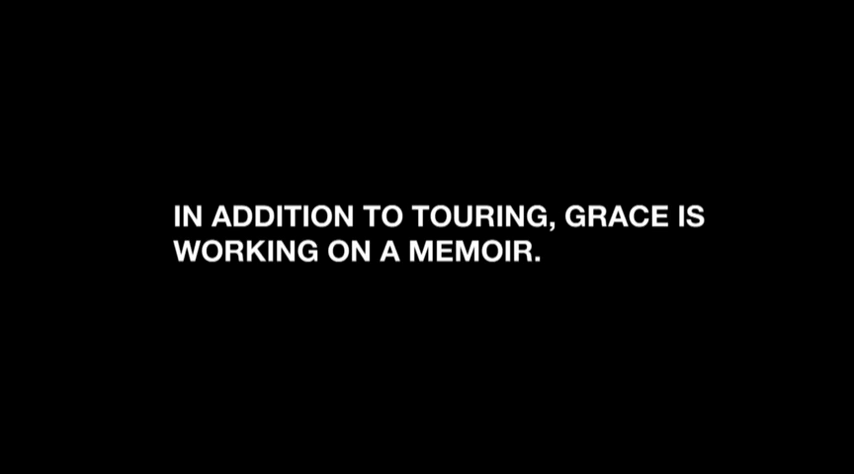 IN ADDITION TO TOURING, GRACE IS
WORKING ON A MEMOIR.